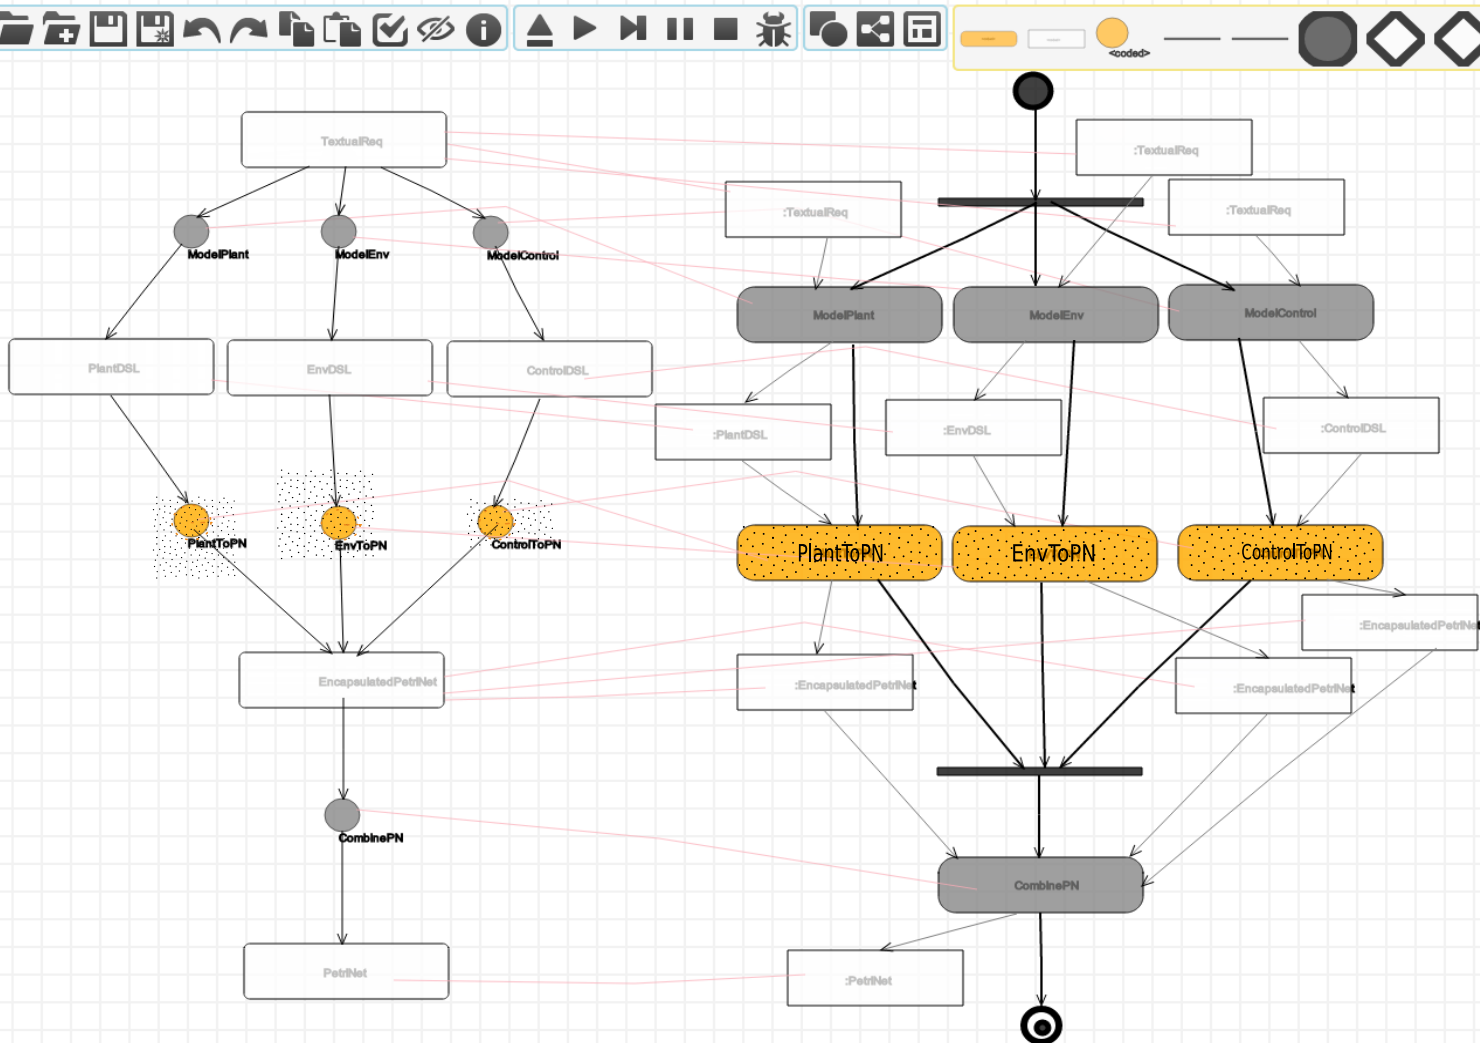 <coded>
TextualReq
:TextualReq
:TextualReq
:TextualReq
ModelPlant
ModelEnv
ModelControl
ModelPlant
ModelEnv
ModelControl
PlantDSL
EnvDSL
ControlDSL
:PlantDSL
:EnvDSL
:ControlDSL
PlantToPN
EnvToPN
ControlToPN
PlantToPN
EnvToPN
ControlToPN
:EncapsulatedPetriNet
EncapsulatedPetriNet
:EncapsulatedPetriNet
:EncapsulatedPetriNet
CombinePN
CombinePN
PetriNet
:PetriNet